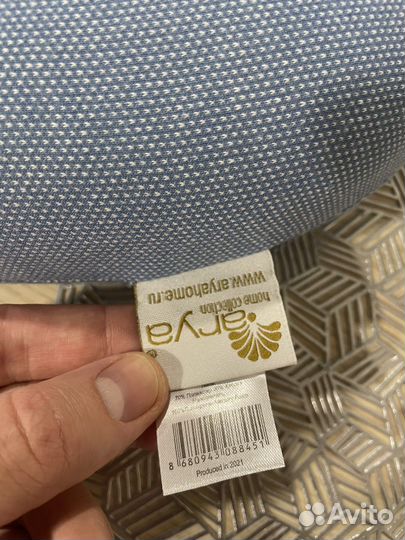 arya
home collection
www.aryahome.ru
8 680943 088451
Produced in 2021
Avito